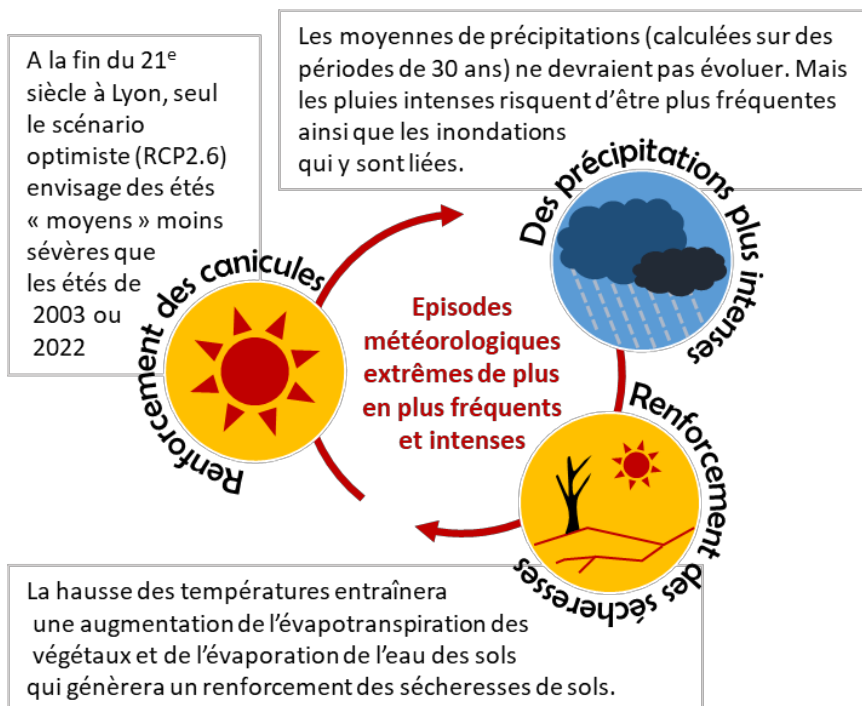 A la fin du 21e
siècle à Lyon, seul
le scénario
optimiste (RCP2.6)
envisage des étés
« moyens » moins
sévères que
les étés de
2003 ou
2022
Les moyennes de précipitations (calculées sur des
périodes de 30 ans) ne devraient pas évoluer. Mais
les pluies intenses risquent d'être plus fréquentes
ainsi que les inondations
qui y sont liées.
Renforcement des canicules
Des précipitations plus intenses
Episodes
météorologiques
extrêmes de plus
en plus fréquents
et intenses
Renforcement des sécheresses
La hausse des températures entraînera
une augmentation de l'évapotranspiration des
végétaux et de l'évaporation de l'eau des sols
qui génèrera un renforcement des sécheresses de sols.